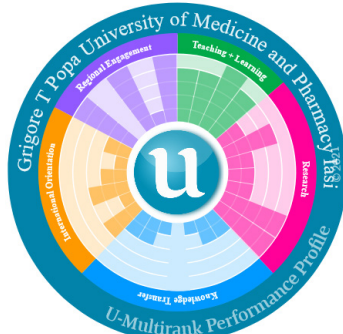 Grigore T Popa University of Medicine and Pharmacy Iasi
Teaching + Learning
Research
Knowledge Transfer
International Orientation
Regional Engagement
u
U-Multirank Performance Profile